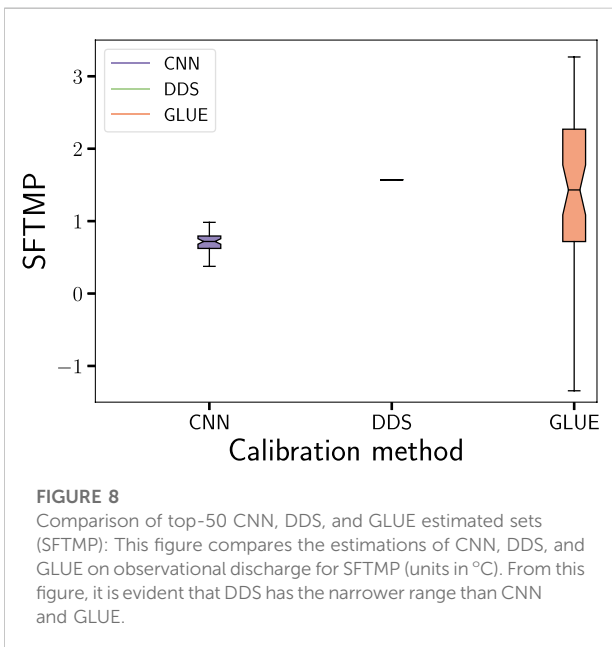 CNN
DDS
GLUE
3
2
1
0
−1
SFTMP
CNN
DDS
GLUE
Calibration method
FIGURE 8
Comparison of top-50 CNN, DDS, and GLUE estimated sets
(SFTMP): This figure compares the estimations of CNN, DDS, and
GLUE on observational discharge for SFTMP (units in °C). From this
figure, it is evident that DDS has the narrower range than CNN
and GLUE.